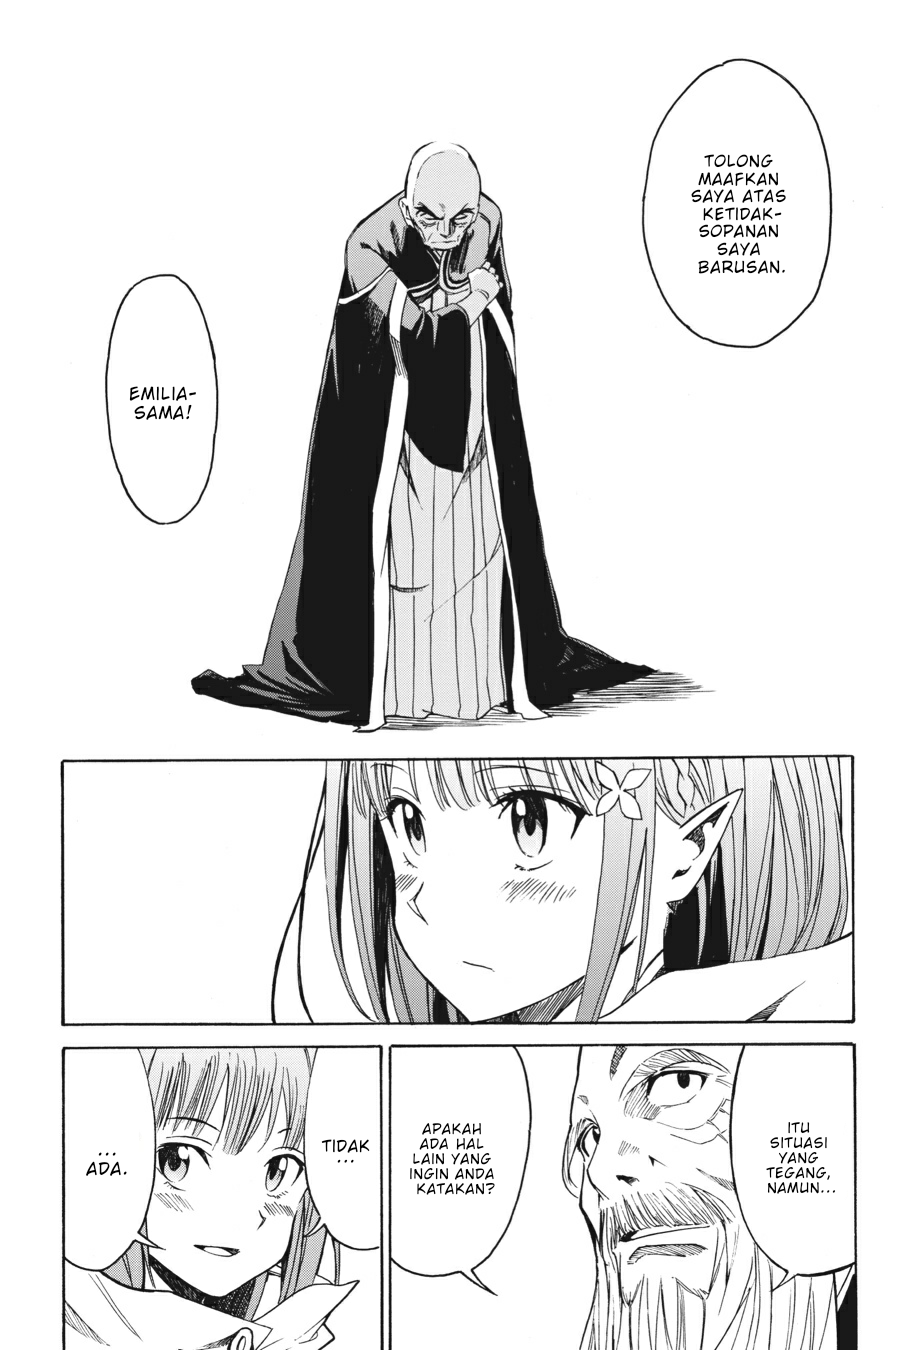 TOLONG
MAAFKAN
SAYA ATAS
KETIDAK-
SOPANAN
SAYA
BARUSAN.
EMILIA-
SAMA!
ITU
SITUASI
YANG
TEGANG,
NAMUN...
APAKAH
ADA HAL
LAIN YANG
INGIN ANDA
KATAKAN?
TIDAK
...
...
ADA.